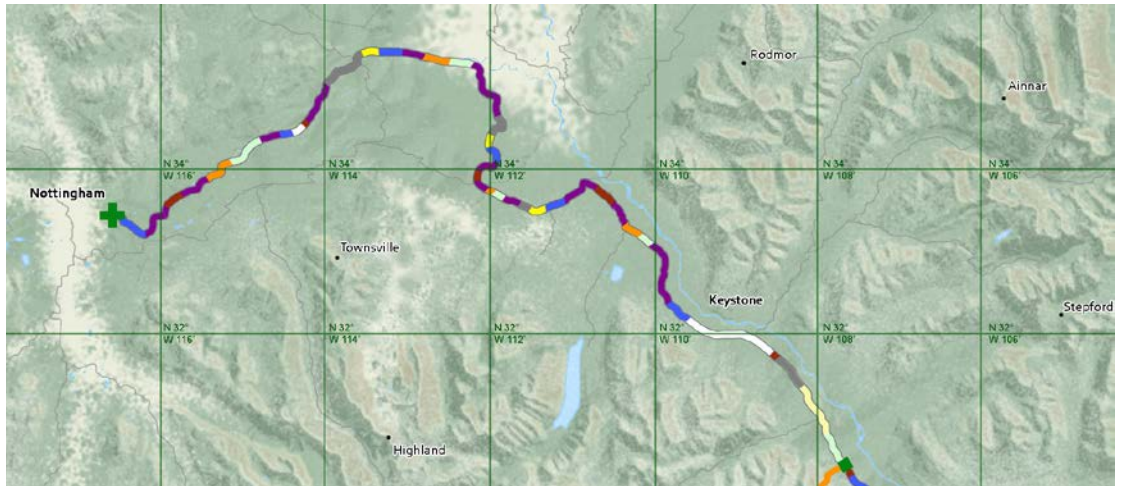 Rodmor
Ainnar
N 34°
W 116°
N 34°
W 114°
N 34°
W 112°
N 34°
W 110°
N 34°
W 108°
N 34°
W 106°
Nottingham
Townsville
Keystone
Stepford
N 32°
W 116°
N 32°
W 114°
N 32°
W 112°
N 32°
W 110°
N 32°
W 108°
N 32°
W 106°
Highland